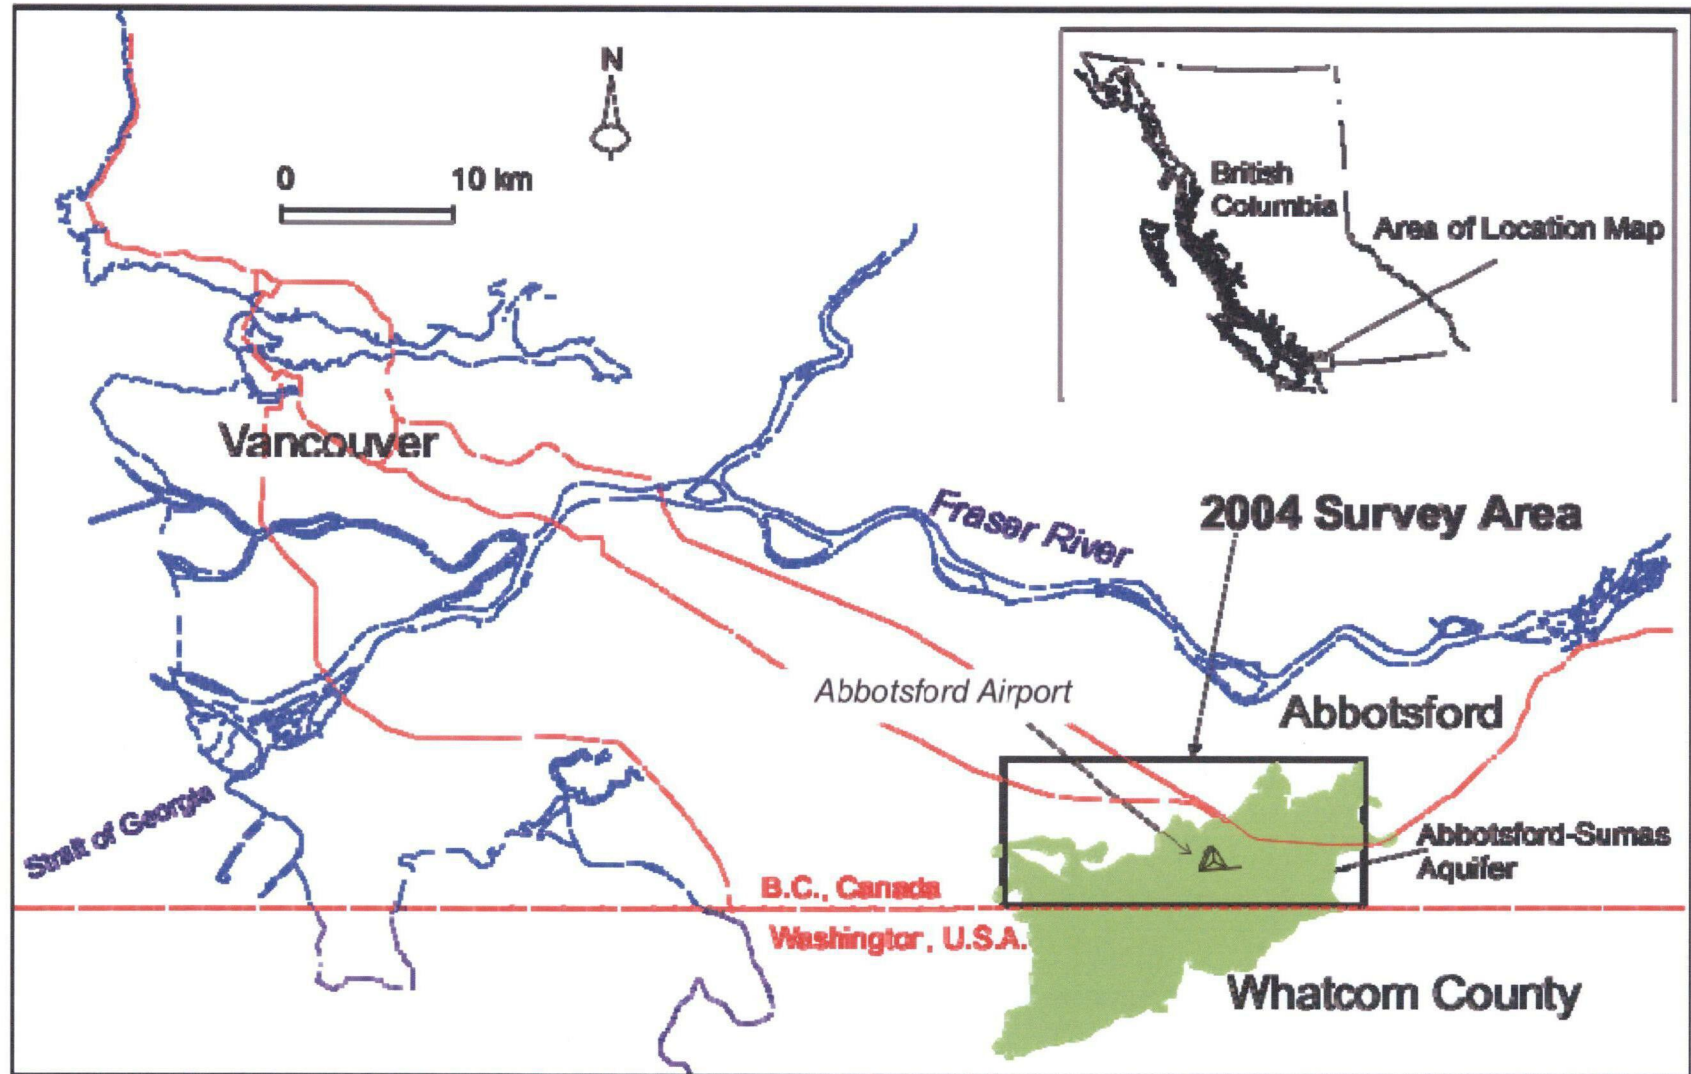 N
0 10 km
British
Columbia
Area of Location Map
Vancouver
Fraser River
2004 Survey Area
Abbotsford Airport
Abbotsford
Strait of Georgia
Abbotsford-Sumas
Aquifer
B.C., Canada
Washington, U.S.A.
Whatcom County